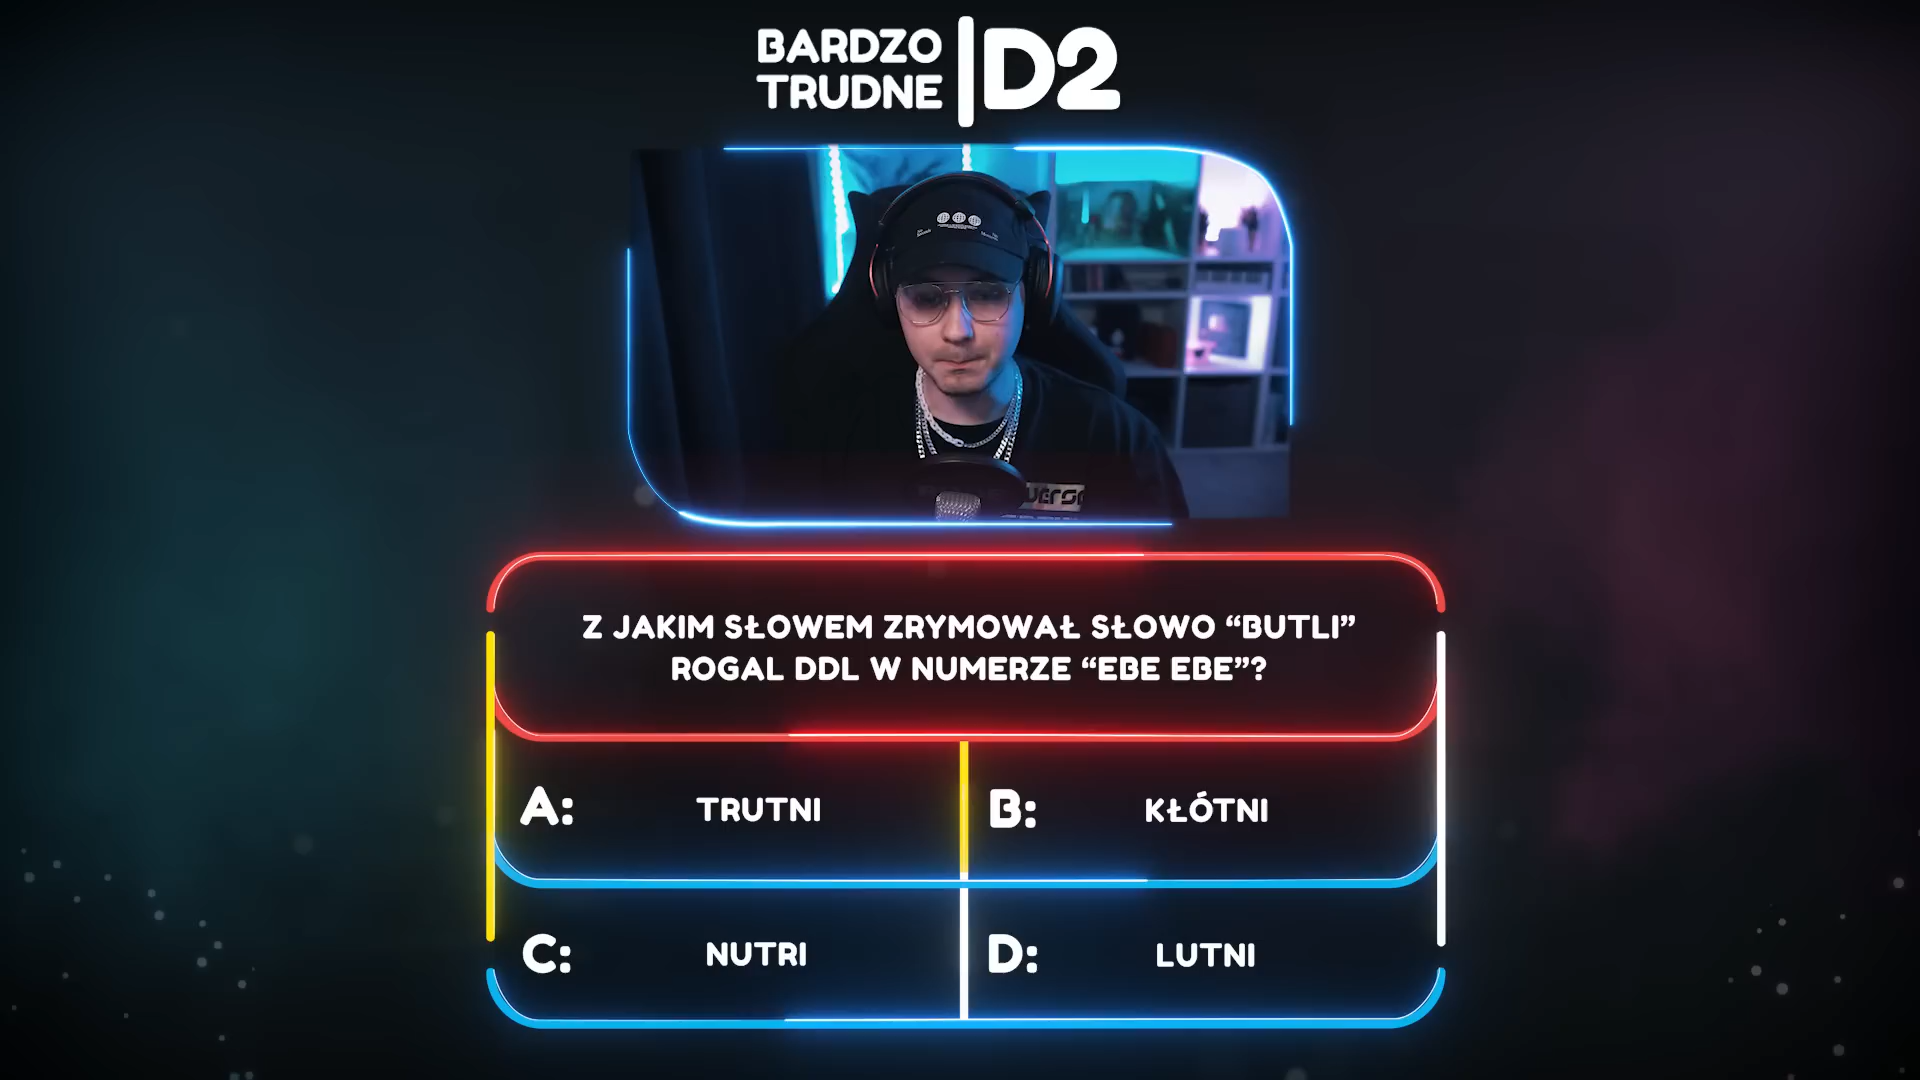 BARDZO
TRUDNE
D2
Z JAKIM SŁOWEM ZRYMOWAŁ SŁOWO “BUTLI”
ROGAL DDL W NUMERZE “EBE EBE”?
A: TRUTNI
B: KŁÓTNI
C: NUTRI
D: LUTNI